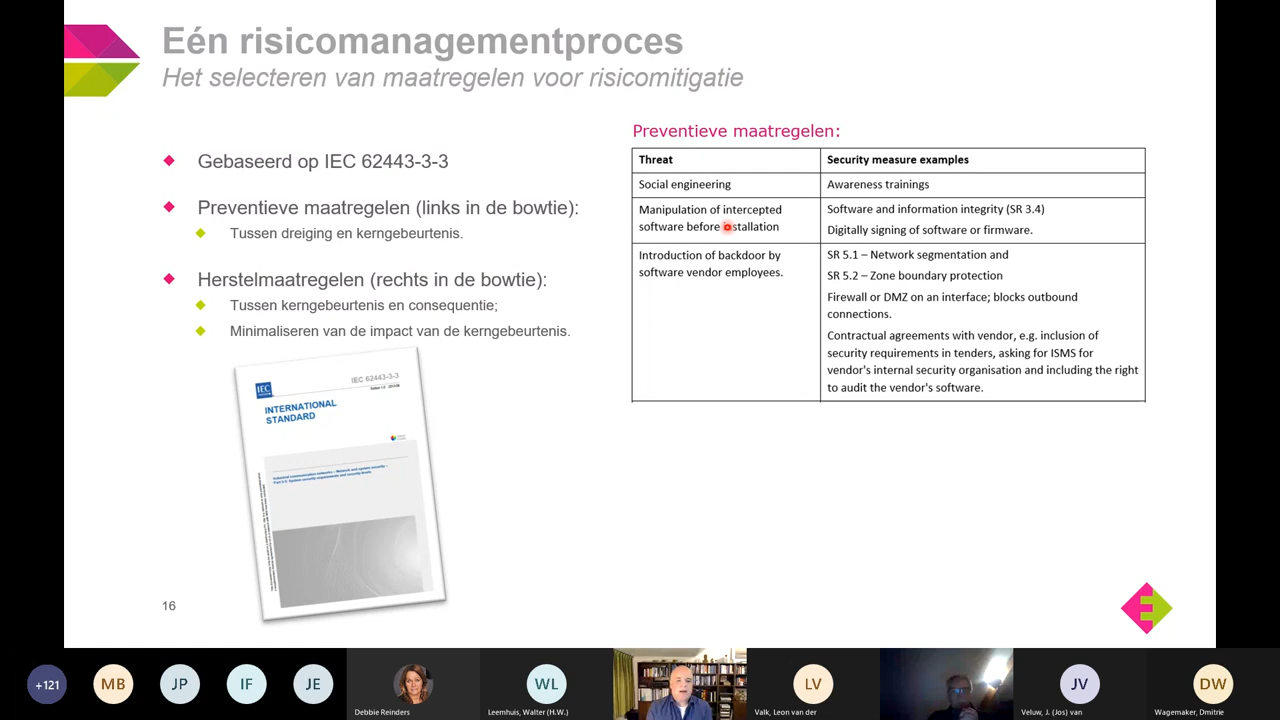 Eén risicomanagementproces
Het selecteren van maatregelen voor risicomitigatie
Gebaseerd op IEC 62443-3-3
Preventieve maatregelen (links in de bowtie):
Tussen dreiging en kerngebeurtenis.
Herstelmaatregelen (rechts in de bowtie):
Tussen kerngebeurtenis en consequentie;
Minimaliseren van de impact van de kerngebeurtenis.
IEC
IEC 62443-3-3
INTERNATIONAL
STANDARD
Preventieve maatregelen:
Threat
Security measure examples
Social engineering
Awareness trainings
Manipulation of intercepted
software before installation
Software and information integrity (SR 3.4)
Digitally signing of software or firmware.
Introduction of backdoor by
software vendor employees.
SR 5.1 – Network segmentation and
SR 5.2 – Zone boundary protection
Firewall or DMZ on an interface; blocks outbound
connections.
Contractual agreements with vendor, e.g. inclusion of
security requirements in tenders, asking for ISMS for
vendor's internal security organisation and including the right
to audit the vendor's software.
16
+121
MB
JP
IF
JE
Debbie Reinders
WL
Leemhuis, Walter (H.W.)
LV
Valk, Leon van der
JV
Veluw, J. (Jos) van
DW
Wagemaker, Dmitrie